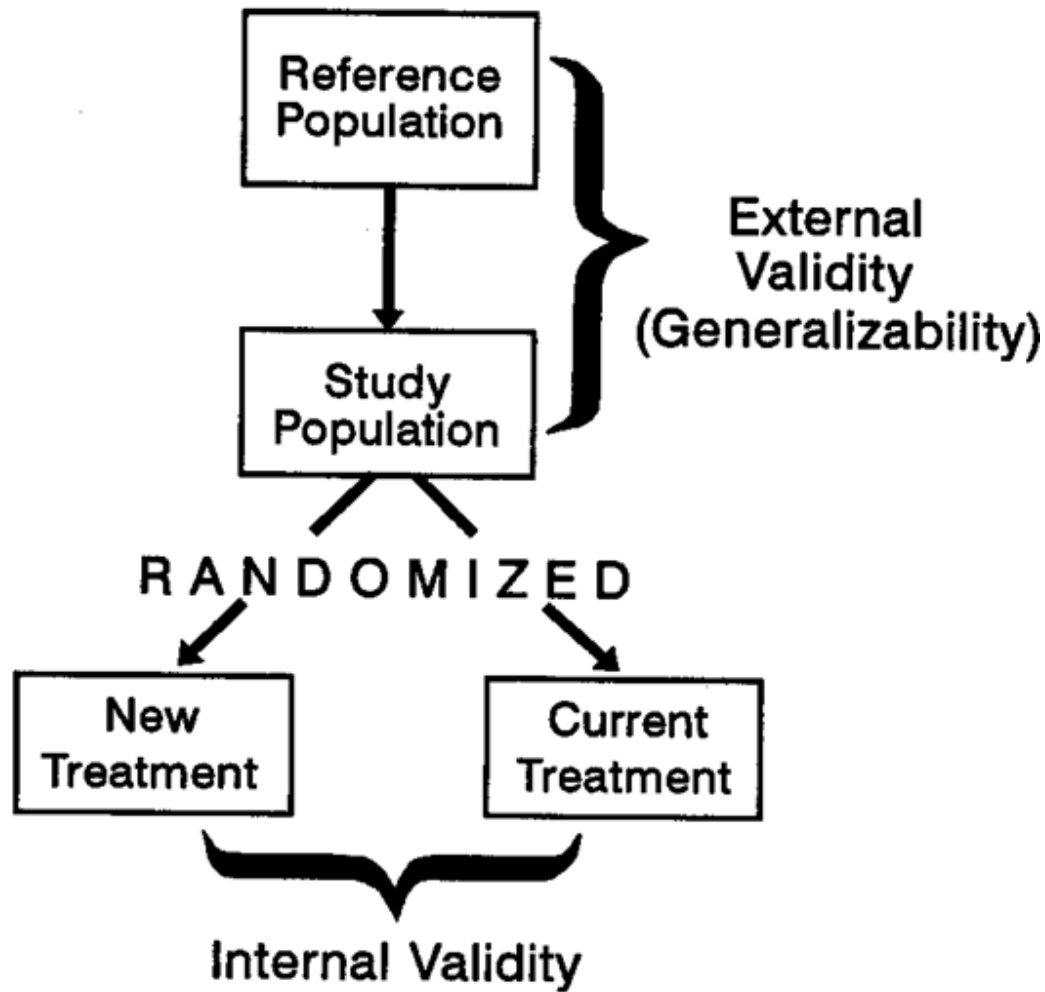 Reference
Population
External
Validity
(Generalizability)
Study
Population
RANDOMIZED
New
Treatment
Current
Treatment
Internal Validity